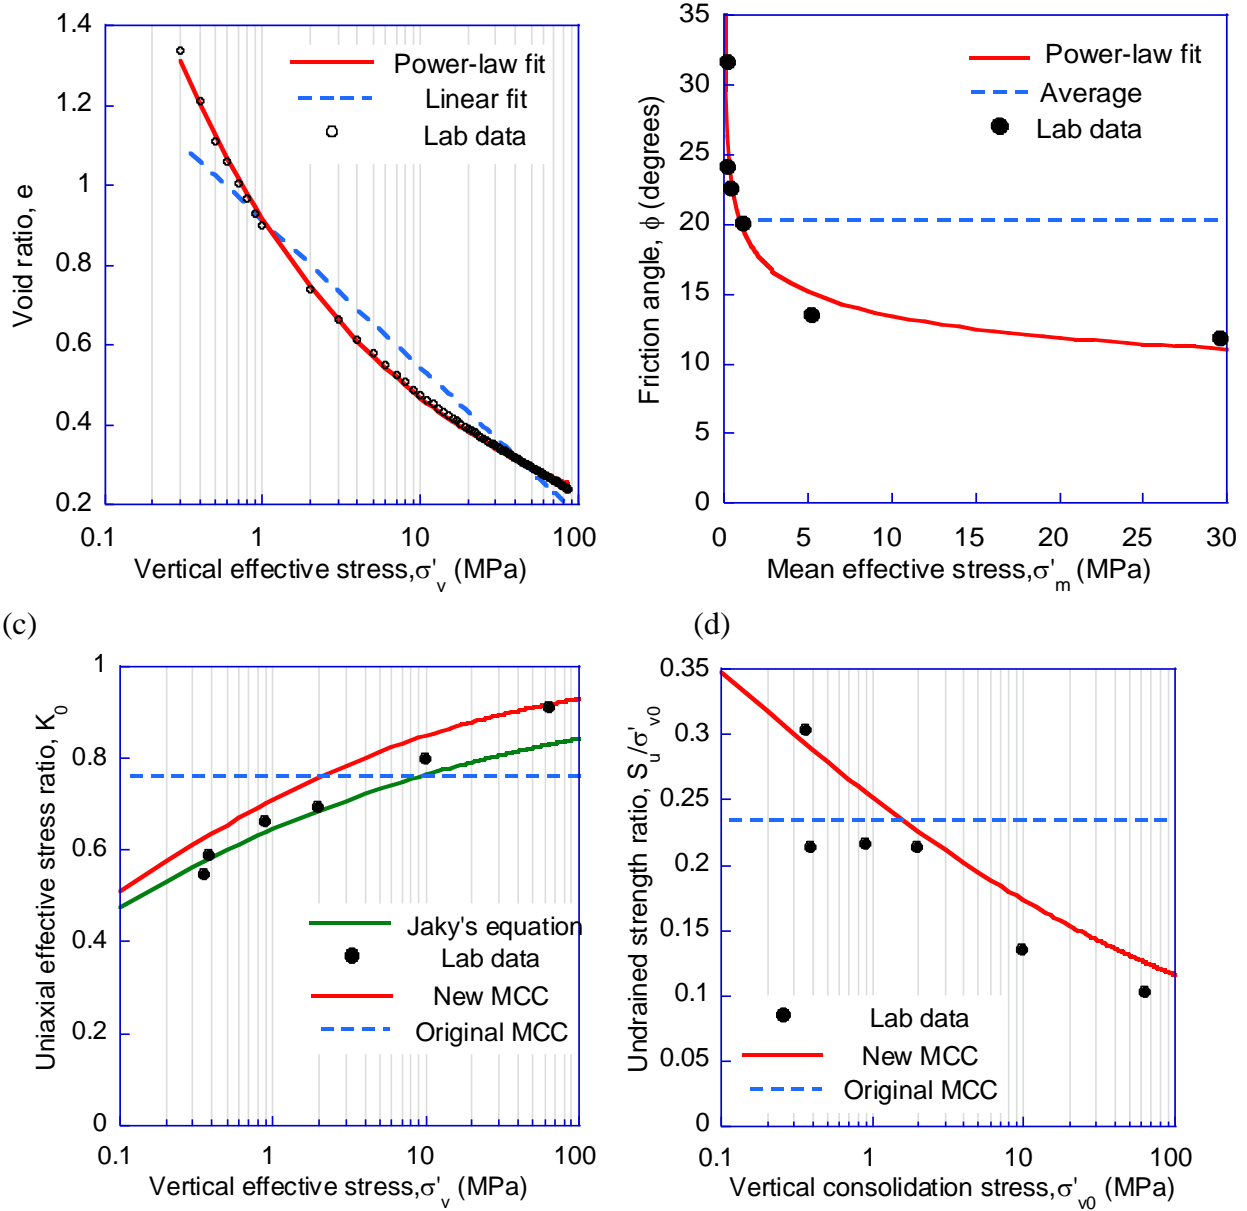 1.4
1.2
1
0.8
0.6
0.4
0.2
0.1
1
10
100
Void ratio, e
Vertical effective stress,σ'v (MPa)
Power-law fit
Linear fit
Lab data
35
30
25
20
15
10
5
0
0
5
10
15
20
25
30
Friction angle, ϕ (degrees)
Mean effective stress,σ'm (MPa)
Power-law fit
Average
Lab data
(c)
1
0.8
0.6
0.4
0.2
0
0.1
1
10
100
Uniaxial effective stress ratio, K0
Vertical effective stress,σ'v (MPa)
Jaky's equation
Lab data
New MCC
Original MCC
(d)
0.35
0.3
0.25
0.2
0.15
0.1
0.05
0
0.1
1
10
100
Undrained strength ratio, Su/σ'v0
Vertical consolidation stress,σ'v0 (MPa)
Lab data
New MCC
Original MCC